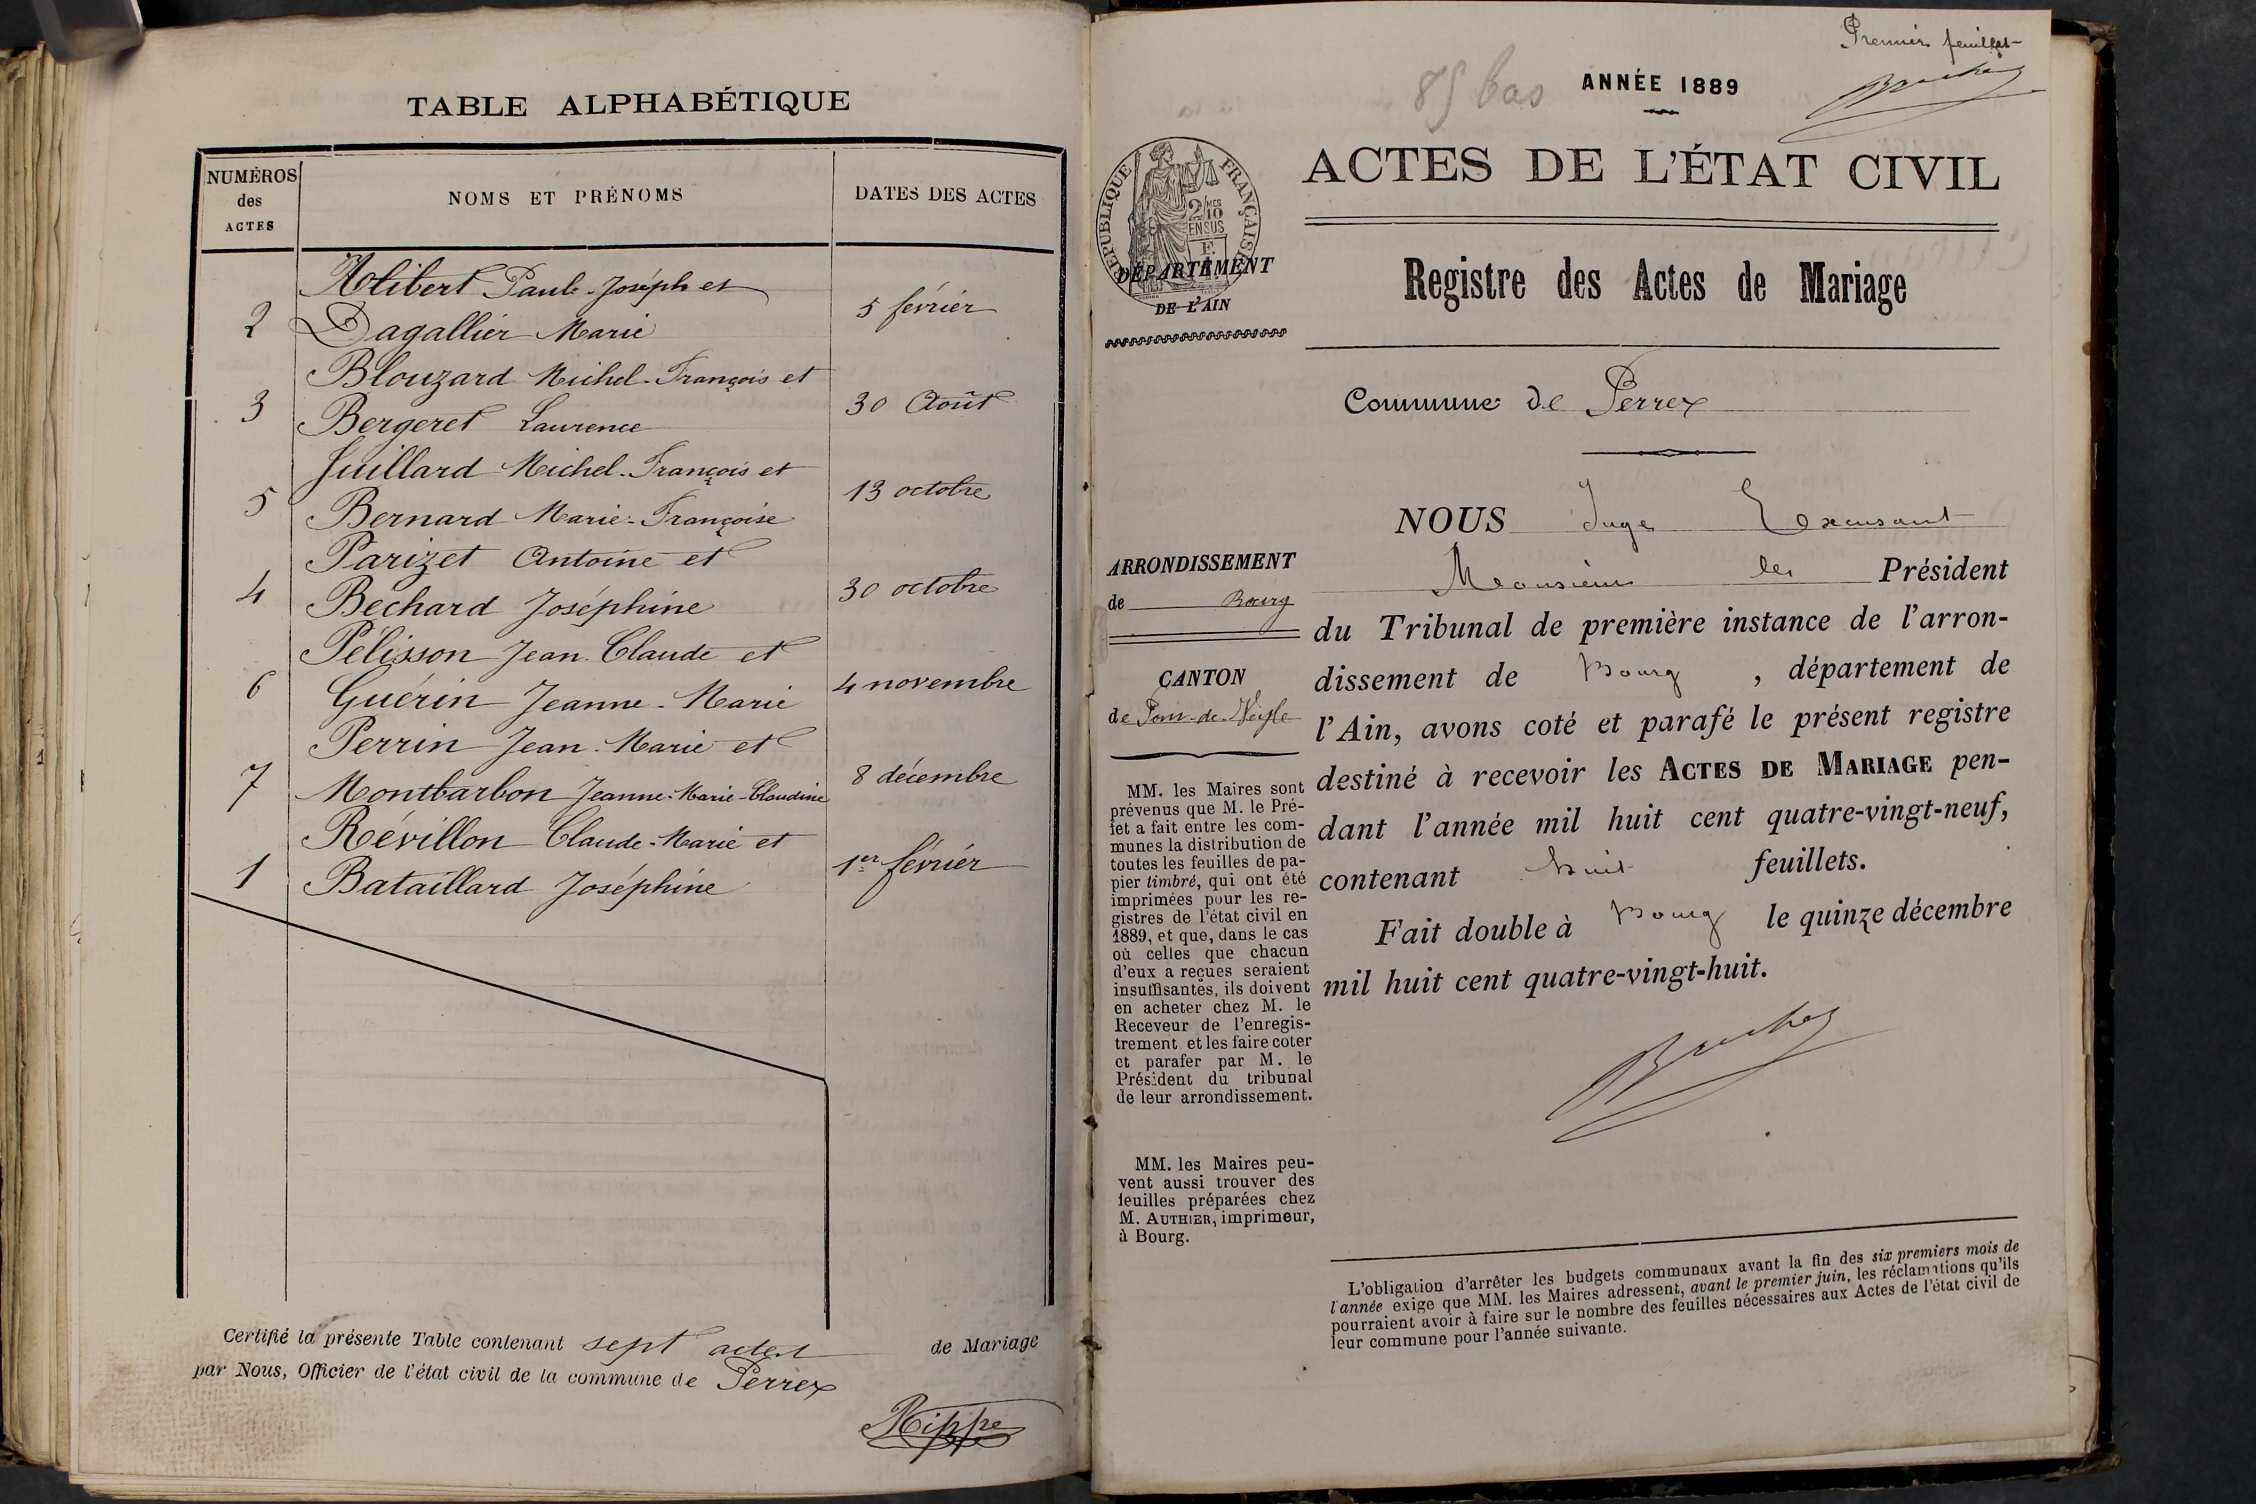 TABLE ALPHABÉTIQUE
NUMÉROS des ACTES
NOMS ET PRÉNOMS
DATES DES ACTES
2 Alibert Paul-Joseph et
Dagallier Marie 5 février
3 Blouzard Michel-François et
Bergeret Laurence 30 Août
5 Juillard Michel-François et
Bernard Marie-Françoise 13 octobre
4 Parizet Antoine et
Bechard Joséphine 30 octobre
6 Pélisson Jean Claude et
Guérin Jeanne-Marie 4 novembre
7 Perrin Jean-Marie et
Montbarbon Jeanne-Marie-Claudine 8 décembre
1 Révillon Claude-Marie et
Bataillard Joséphine 1er février
Certifié la présente Table contenant sept actes de Mariage
par Nous, Officier de l'état civil de la commune de Perrex
Rippe
Premier feuillet
85 bas
ANNÉE 1889
ACTES DE L'ÉTAT CIVIL
RÉPUBLIQUE FRANÇAISE
2/10 MES
EN SUS
DÉPARTEMENT
DE L'AIN
Registre des Actes de Mariage
Commune de Perrex
NOUS Juge Excusant
Monsieur le Président
du Tribunal de première instance de l'arron-
dissement de Bourg, département de
l'Ain, avons coté et parafé le présent registre
destiné à recevoir les ACTES DE MARIAGE pen-
dant l'année mil huit cent quatre-vingt-neuf,
contenant huit feuillets.
Fait double à Bourg le quinze décembre
mil huit cent quatre-vingt-huit.
ARRONDISSEMENT
de Bourg
CANTON
de Pont-de-Veyle
MM. les Maires sont
prévenus que M. le Pré-
fet a fait entre les com-
munes la distribution de
toutes les feuilles de pa-
pier timbré, qui ont été
imprimées pour les re-
gistres de l'état civil en
1889, et que, dans le cas
où celles que chacun
d'eux a reçues seraient
insuffisantes, ils doivent
en acheter chez M. le
Receveur de l'enregis-
trement et les faire coter
et parafer par M. le
Président du tribunal
de leur arrondissement.
MM. les Maires peu-
vent aussi trouver des
feuilles préparées chez
M. AUTHIER, imprimeur,
à Bourg.
L'obligation d'arrêter les budgets communaux avant la fin des six premiers mois de
l'année exige que MM. les Maires adressent, avant le premier juin, les réclamations qu'ils
pourraient avoir à faire sur le nombre des feuilles nécessaires aux Actes de l'état civil de
leur commune pour l'année suivante.